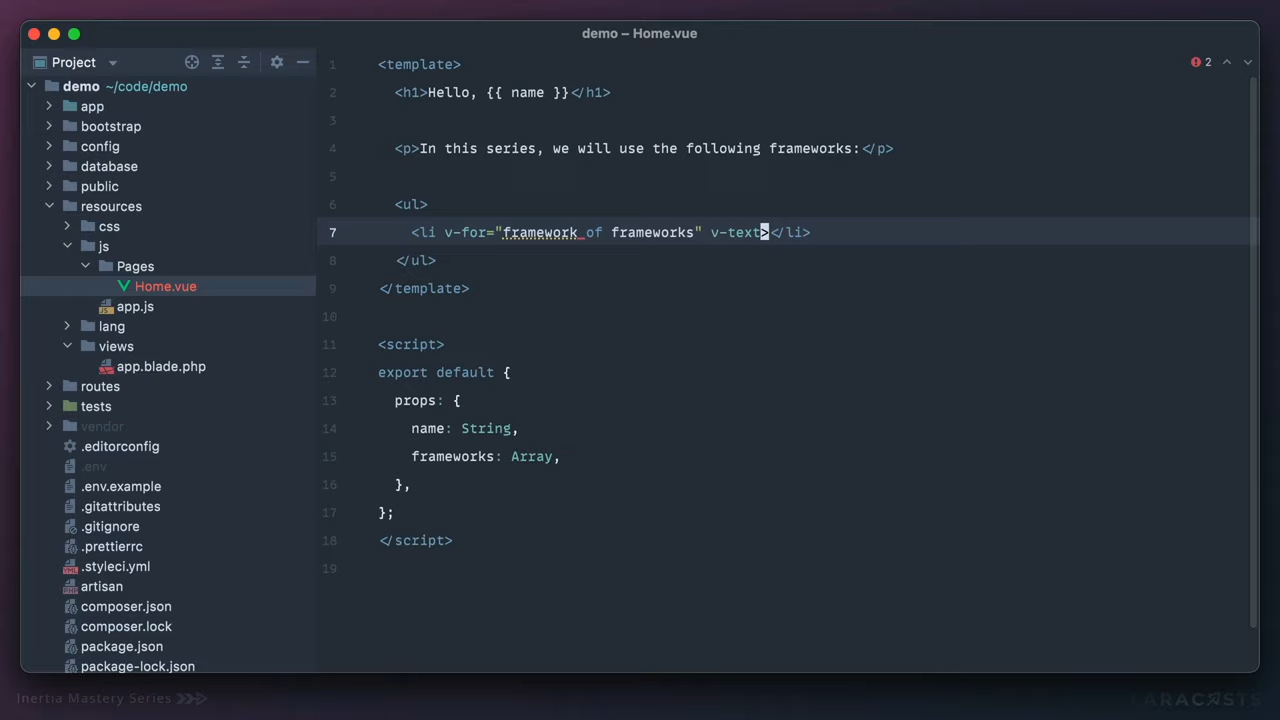 demo – Home.vue
Project
demo ~/code/demo
app
bootstrap
config
database
public
resources
css
js
Pages
Home.vue
app.js
lang
views
app.blade.php
routes
tests
vendor
.editorconfig
.env
.env.example
.gitattributes
.gitignore
.prettierrc
.styleci.yml
artisan
composer.json
composer.lock
package.json
package-lock.json
2
1 <template>
2 <h1>Hello, {{ name }}</h1>
3
4 <p>In this series, we will use the following frameworks:</p>
5
6 <ul>
7 <li v-for="framework of frameworks" v-text></li>
8 </ul>
9 </template>
10
11 <script>
12 export default {
13 props: {
14 name: String,
15 frameworks: Array,
16 },
17 };
18 </script>
19
Inertia Mastery Series
LARACASTS